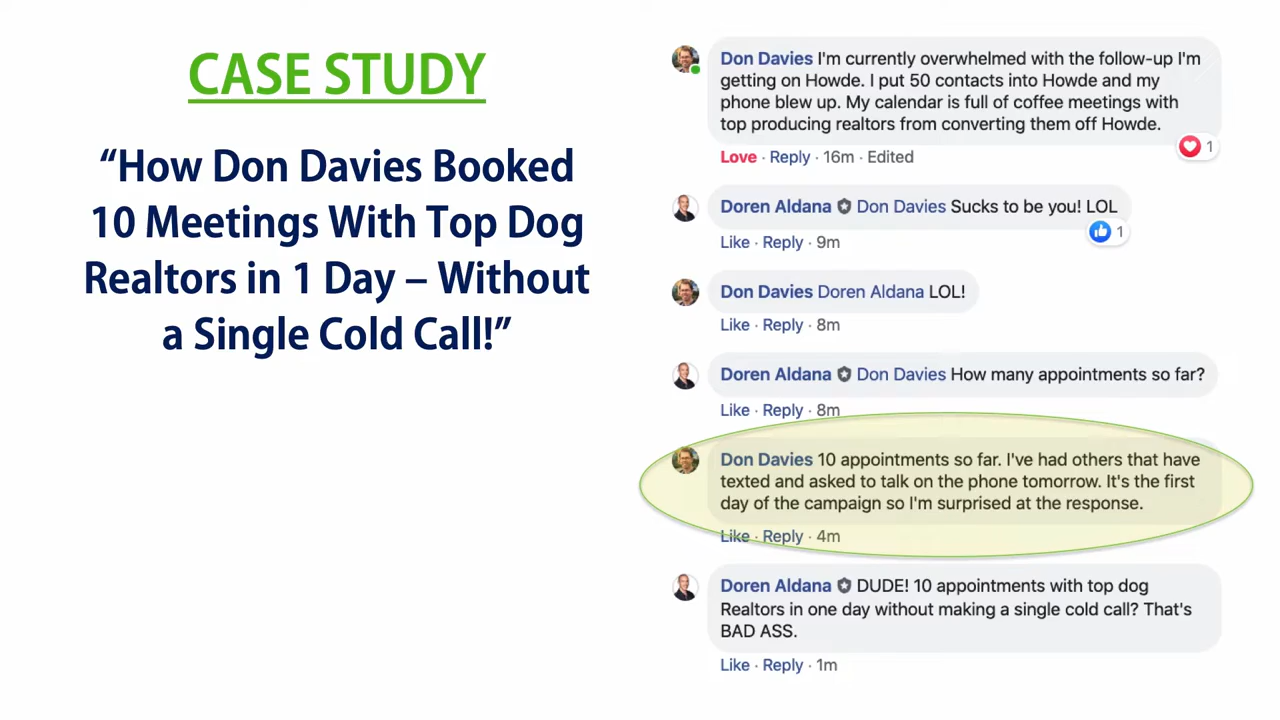 CASE STUDY
“How Don Davies Booked
10 Meetings With Top Dog
Realtors in 1 Day – Without
a Single Cold Call!”
Don Davies I'm currently overwhelmed with the follow-up I'm
getting on Howde. I put 50 contacts into Howde and my
phone blew up. My calendar is full of coffee meetings with
top producing realtors from converting them off Howde.
1
Love · Reply · 16m · Edited
Doren Aldana Don Davies Sucks to be you! LOL
1
Like · Reply · 9m
Don Davies Doren Aldana LOL!
Like · Reply · 8m
Doren Aldana Don Davies How many appointments so far?
Like · Reply · 8m
Don Davies 10 appointments so far. I've had others that have
texted and asked to talk on the phone tomorrow. It's the first
day of the campaign so I'm surprised at the response.
Like · Reply · 4m
Doren Aldana DUDE! 10 appointments with top dog
Realtors in one day without making a single cold call? That's
BAD ASS.
Like · Reply · 1m